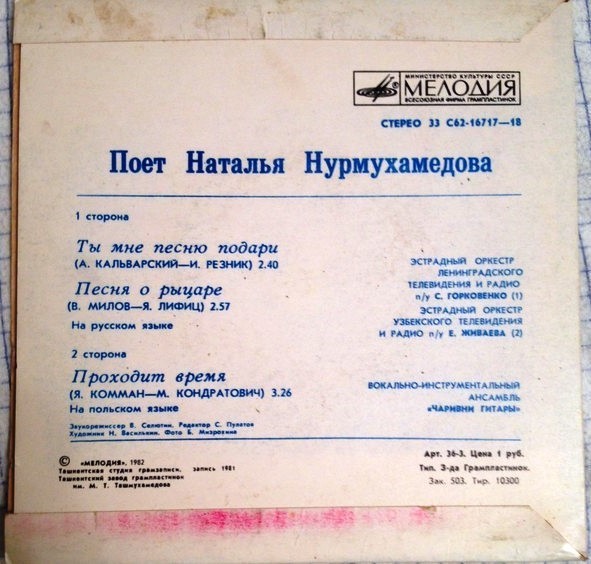 МИНИСТЕРСТВО КУЛЬТУРЫ СССР
МЕЛОДИЯ
ВСЕСОЮЗНАЯ ФИРМА ГРАМПЛАСТИНОК
СТЕРЕО 33 С62-16717—18
Поет Наталья Нурмухамедова
1 сторона
Ты мне песню подари
(А. КАЛЬВАРСКИЙ—И. РЕЗНИК) 2.40
Песня о рыцаре
(В. МИЛОВ—Я. ЛИФИЦ) 2.57
На русском языке
ЭСТРАДНЫЙ ОРКЕСТР
ЛЕНИНГРАДСКОГО
ТЕЛЕВИДЕНИЯ И РАДИО
п/у С. ГОРКОВЕНКО (1)
ЭСТРАДНЫЙ ОРКЕСТР
УЗБЕКСКОГО ТЕЛЕВИДЕНИЯ
И РАДИО п/у Е. ЖИВАЕВА (2)
2 сторона
Проходит время
(Я. КОММАН—М. КОНДРАТОВИЧ) 3.26
На польском языке
ВОКАЛЬНО-ИНСТРУМЕНТАЛЬНЫЙ
АНСАМБЛЬ
«ЧАРИВНИ ГИТАРЫ»
Звукорежиссер В. Селютин, Редактор С. Пулатов
Художник Н. Василькин. Фото Б. Мизрохина
© «МЕЛОДИЯ», 1982
Ташкентская студия грамзаписи, запись 1981
Ташкентский завод грампластинок
им. М. Т. Ташмухамедова
Арт. 36-3. Цена 1 руб.
Тип. З-да Грампластинок.
Зак. 503. Тир. 10300